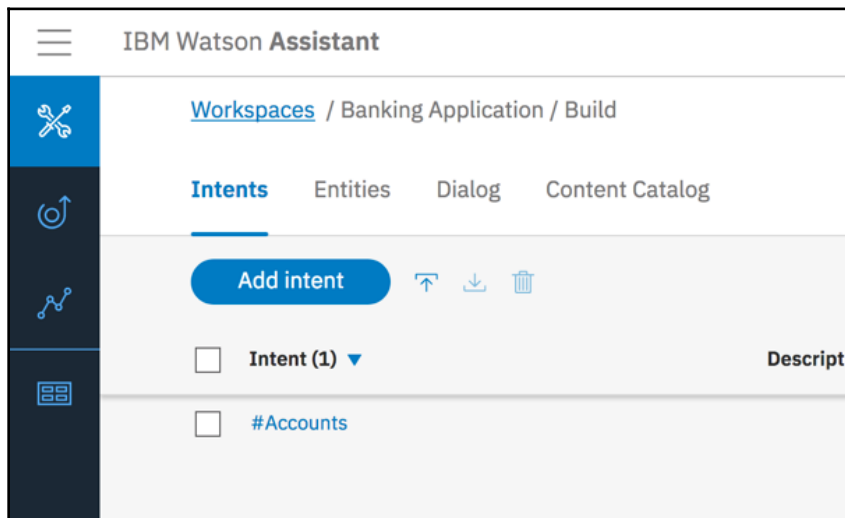 IBM Watson Assistant
Workspaces / Banking Application / Build
Intents Entities Dialog Content Catalog
Add intent
Intent (1) Descript
#Accounts